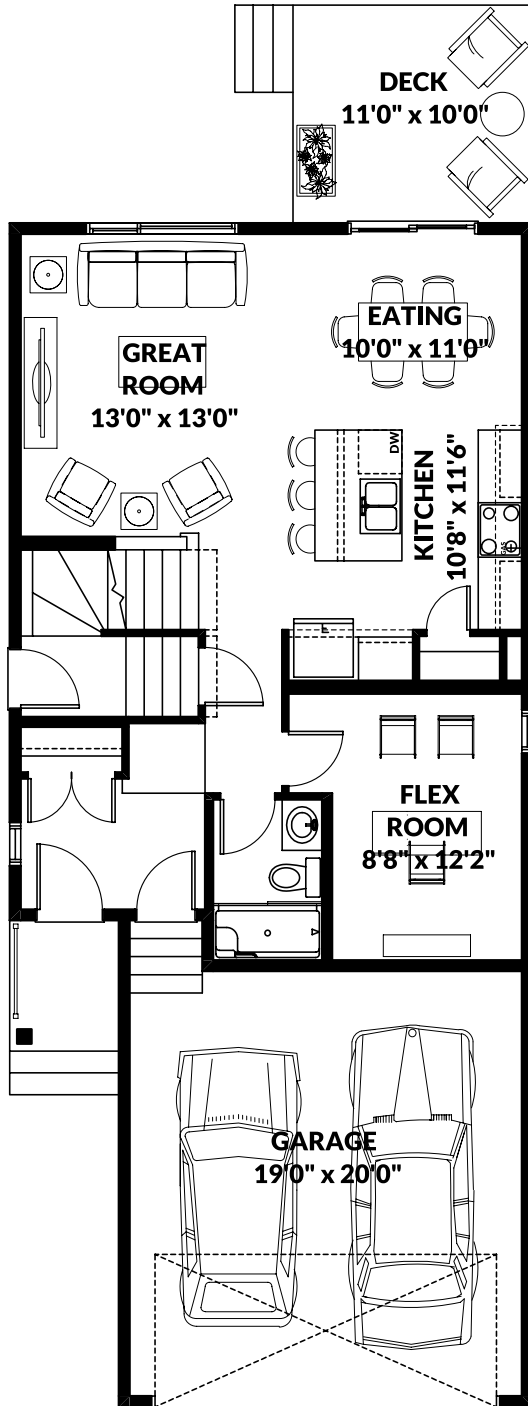 DECK
11'0" x 10'0"
GREAT
ROOM
13'0" x 13'0"
EATING
10'0" x 11'0"
DW
KITCHEN
10'8" x 11'6"
GAS
F
FLEX
ROOM
8'8" x 12'2"
GARAGE
19'0" x 20'0"